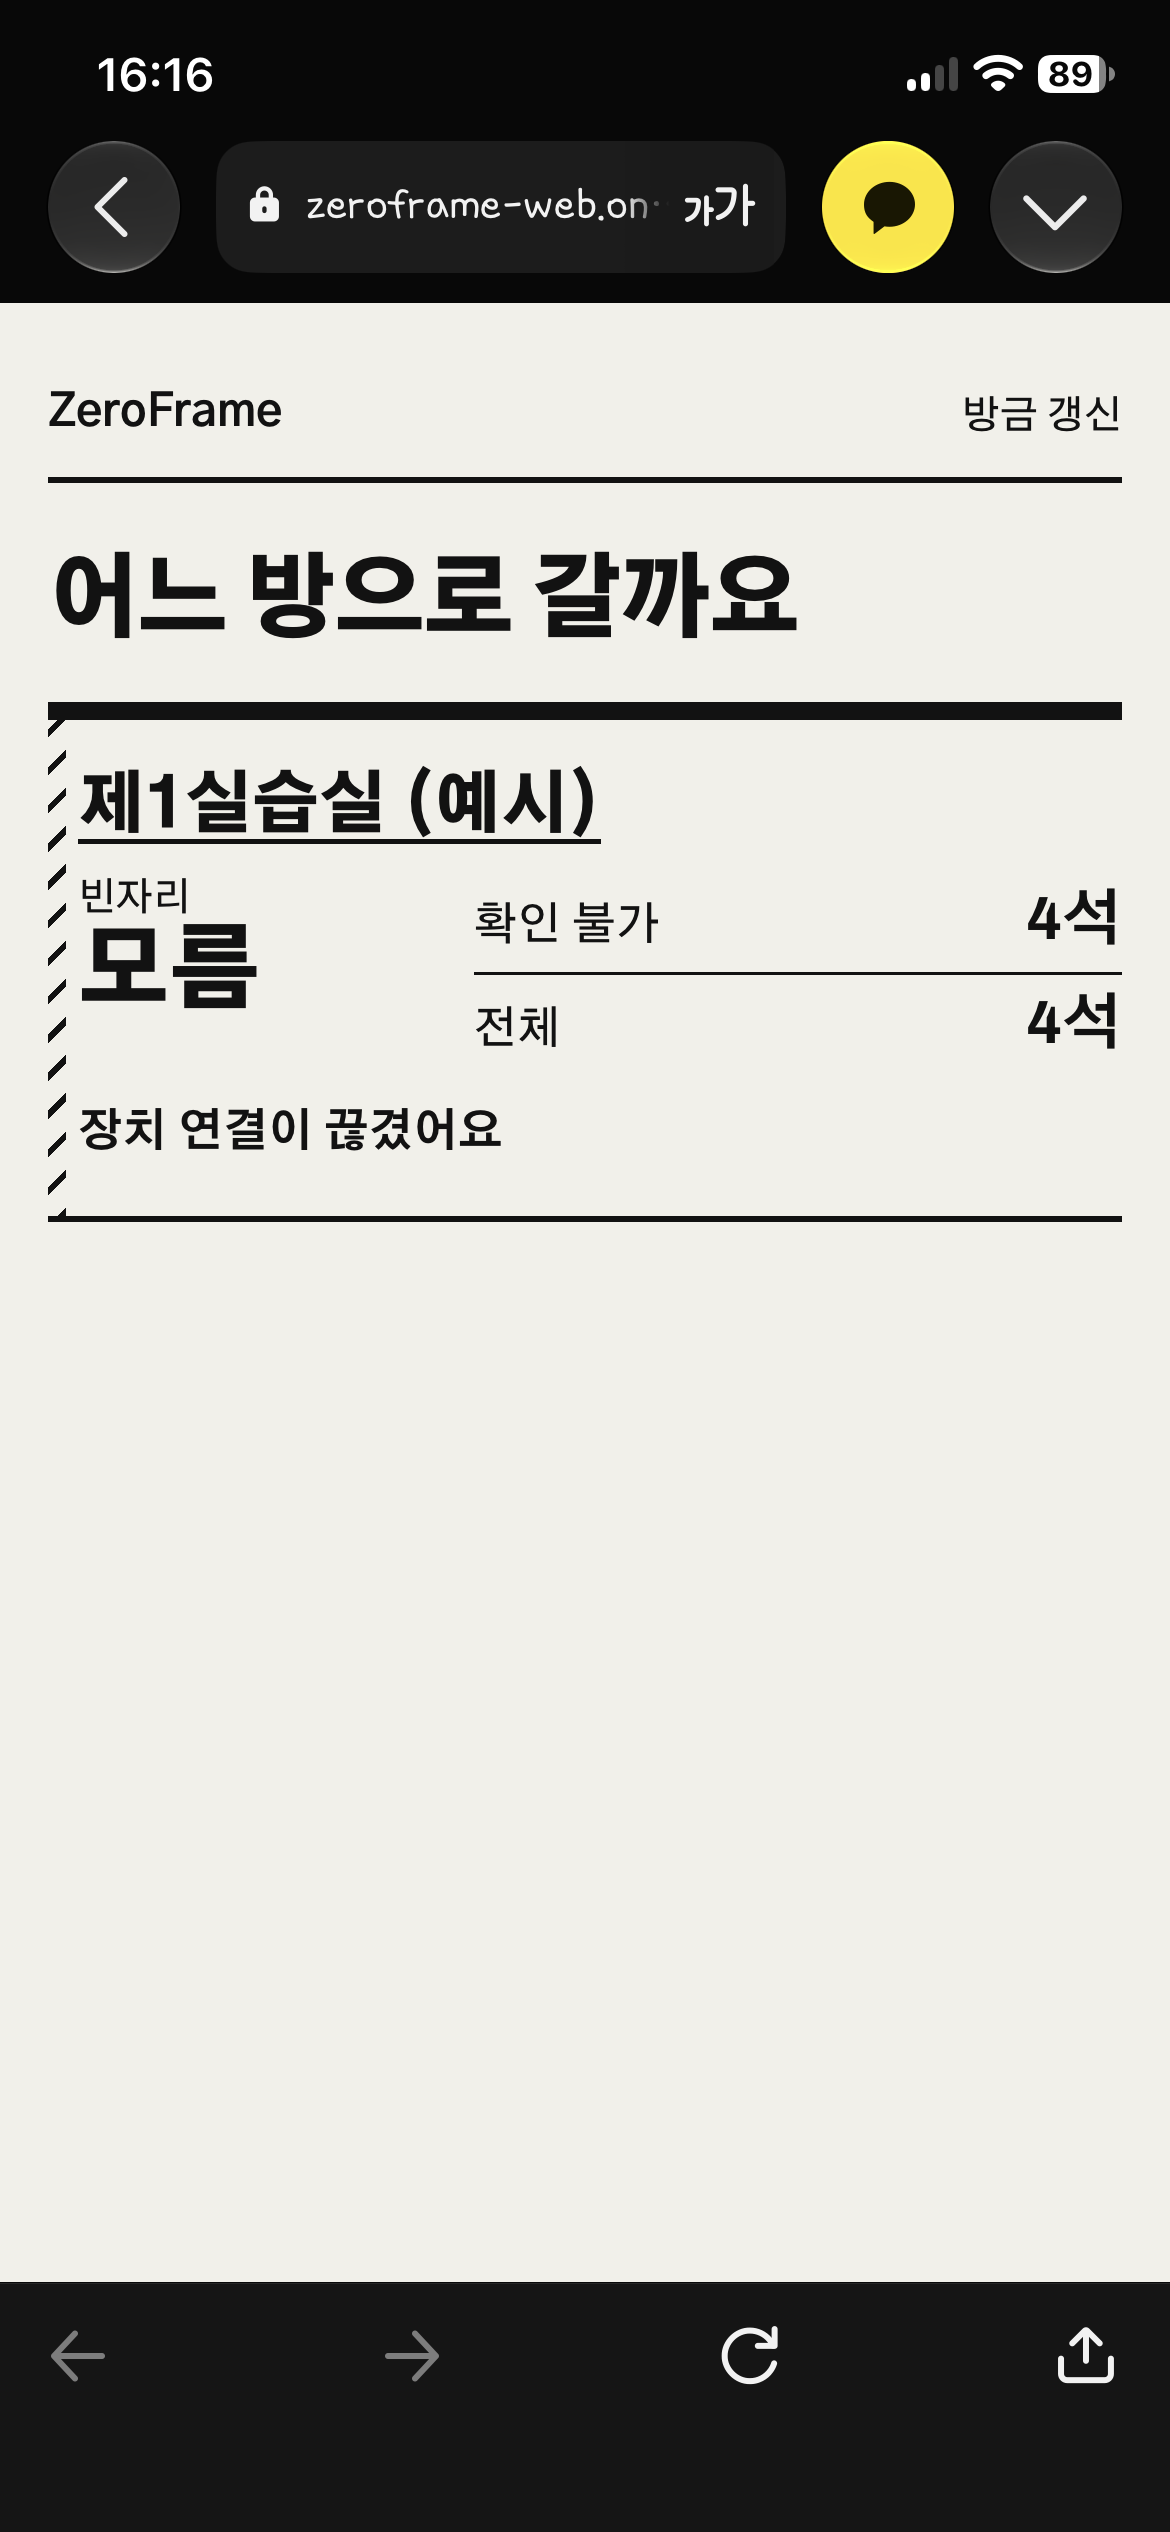 16:16
89
zeroframe-web.on
가가
ZeroFrame
방금 갱신
어느 방으로 갈까요
제1실습실 (예시)
빈자리
모름
확인 불가 4석
전체 4석
장치 연결이 끊겼어요